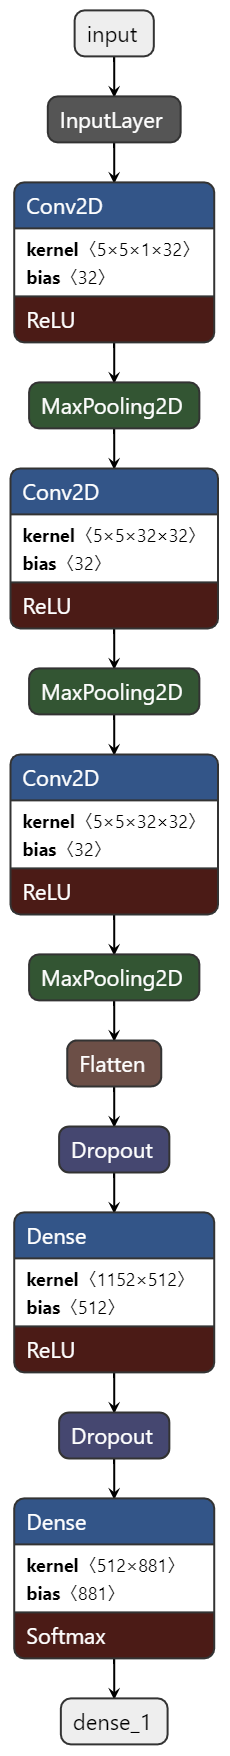 input
InputLayer
Conv2D
kernel〈5×5×1×32〉
bias〈32〉
ReLU
MaxPooling2D
Conv2D
kernel〈5×5×32×32〉
bias〈32〉
ReLU
MaxPooling2D
Conv2D
kernel〈5×5×32×32〉
bias〈32〉
ReLU
MaxPooling2D
Flatten
Dropout
Dense
kernel〈1152×512〉
bias〈512〉
ReLU
Dropout
Dense
kernel〈512×881〉
bias〈881〉
Softmax
dense_1